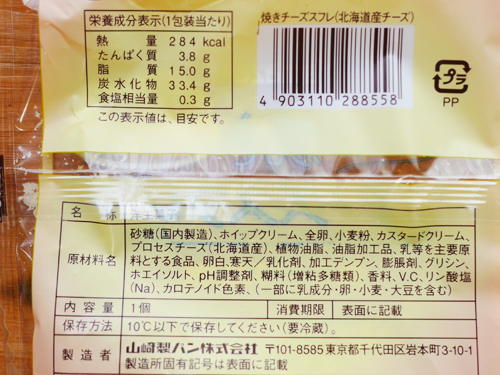 栄養成分表示(1包装当たり)
熱量 284kcal
たんぱく質 3.8g
脂質 15.0g
炭水化物 33.4g
食塩相当量 0.3g
この表示値は、目安です。
焼きチーズスフレ(北海道産チーズ)
4 903110 288558
プラ
PP
名称 洋生菓子
原材料名
砂糖(国内製造)、ホイップクリーム、全卵、小麦粉、カスタードクリーム、
プロセスチーズ(北海道産)、植物油脂、油脂加工品、乳等を主要原
料とする食品、卵白、寒天/乳化剤、加工デンプン、膨脹剤、グリシン、
ホエイソルト、pH調整剤、糊料(増粘多糖類)、香料、V.C、リン酸塩
(Na)、カロテノイド色素、(一部に乳成分・卵・小麦・大豆を含む)
内容量 1個 消費期限 表面に記載
保存方法 10℃以下で保存してください(要冷蔵)。
製造者 山崎製パン株式会社 〒101-8585東京都千代田区岩本町3-10-1
製造所固有記号は表面に記載